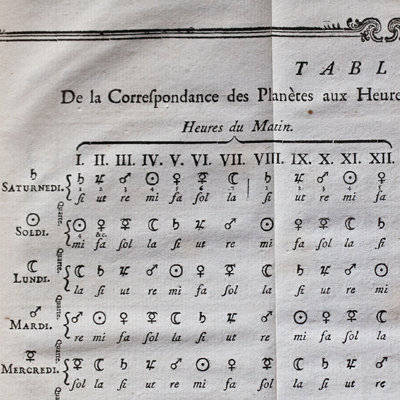 TABL
De la Correſpondance des Planètes aux Heure
Heures du Matin.
I. II. III. IV. V. VI. VII. VIII. IX. X. XI. XII.
♄ ♄ ♃ ♂ ☉ ♀ ☿ ☾ ♄ ♃ ♂ ☉ ♀
SATURNEDI.
ſi ut re mi fa ſol la ſi ut re mi fa
Quarte.
☉ ☉ ♀ ☿ ☾ ♄ ♃ ♂ ☉ ♀ ☿ ☾ ♄
&c.
SOLDI.
mi fa ſol la ſi ut re mi fa ſol la ſi
Quarte.
☾ ☾ ♄ ♃ ♂ ☉ ♀ ☿ ☾ ♄ ♃ ♂ ☉
LUNDI.
la ſi ut re mi fa ſol la ſi ut re mi
Quarte.
♂ ♂ ☉ ♀ ☿ ☾ ♄ ♃ ♂ ☉ ♀ ☿ ☾
MARDI.
re mi fa ſol la ſi ut re mi fa ſol la
Quarte.
☿ ☿ ☾ ♄ ♃ ♂ ☉ ♀ ☿ ☾ ♄ ♃ ♂
MERCREDI.
ſol la ſi ut re mi fa ſol la ſi ut re